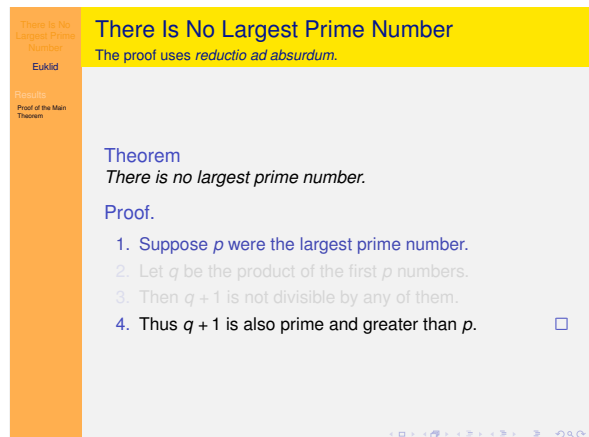 There Is No
Largest Prime
Number
Euklid
Results
Proof of the Main
Theorem
There Is No Largest Prime Number
The proof uses reductio ad absurdum.
Theorem
There is no largest prime number.
Proof.
1. Suppose p were the largest prime number.
2. Let q be the product of the first p numbers.
3. Then q + 1 is not divisible by any of them.
4. Thus q + 1 is also prime and greater than p. □